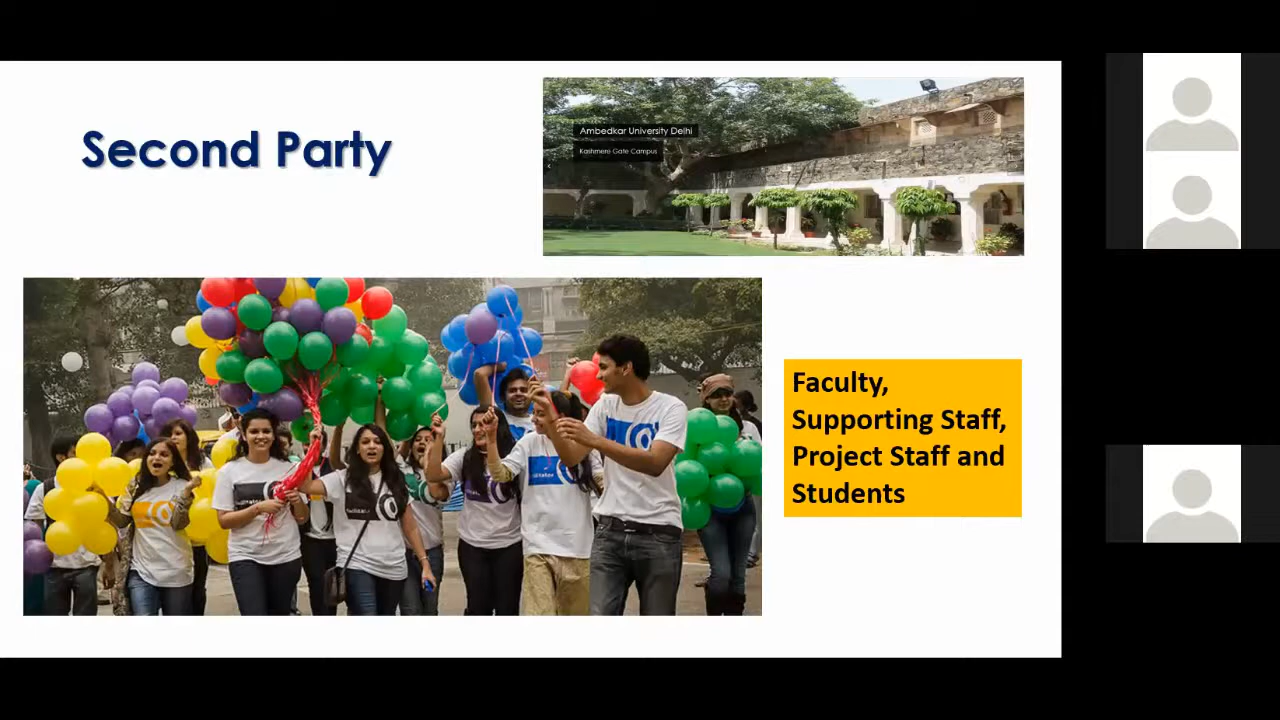 Second Party
Ambedkar University Delhi
Kashmere Gate Campus
Faculty,
Supporting Staff,
Project Staff and
Students